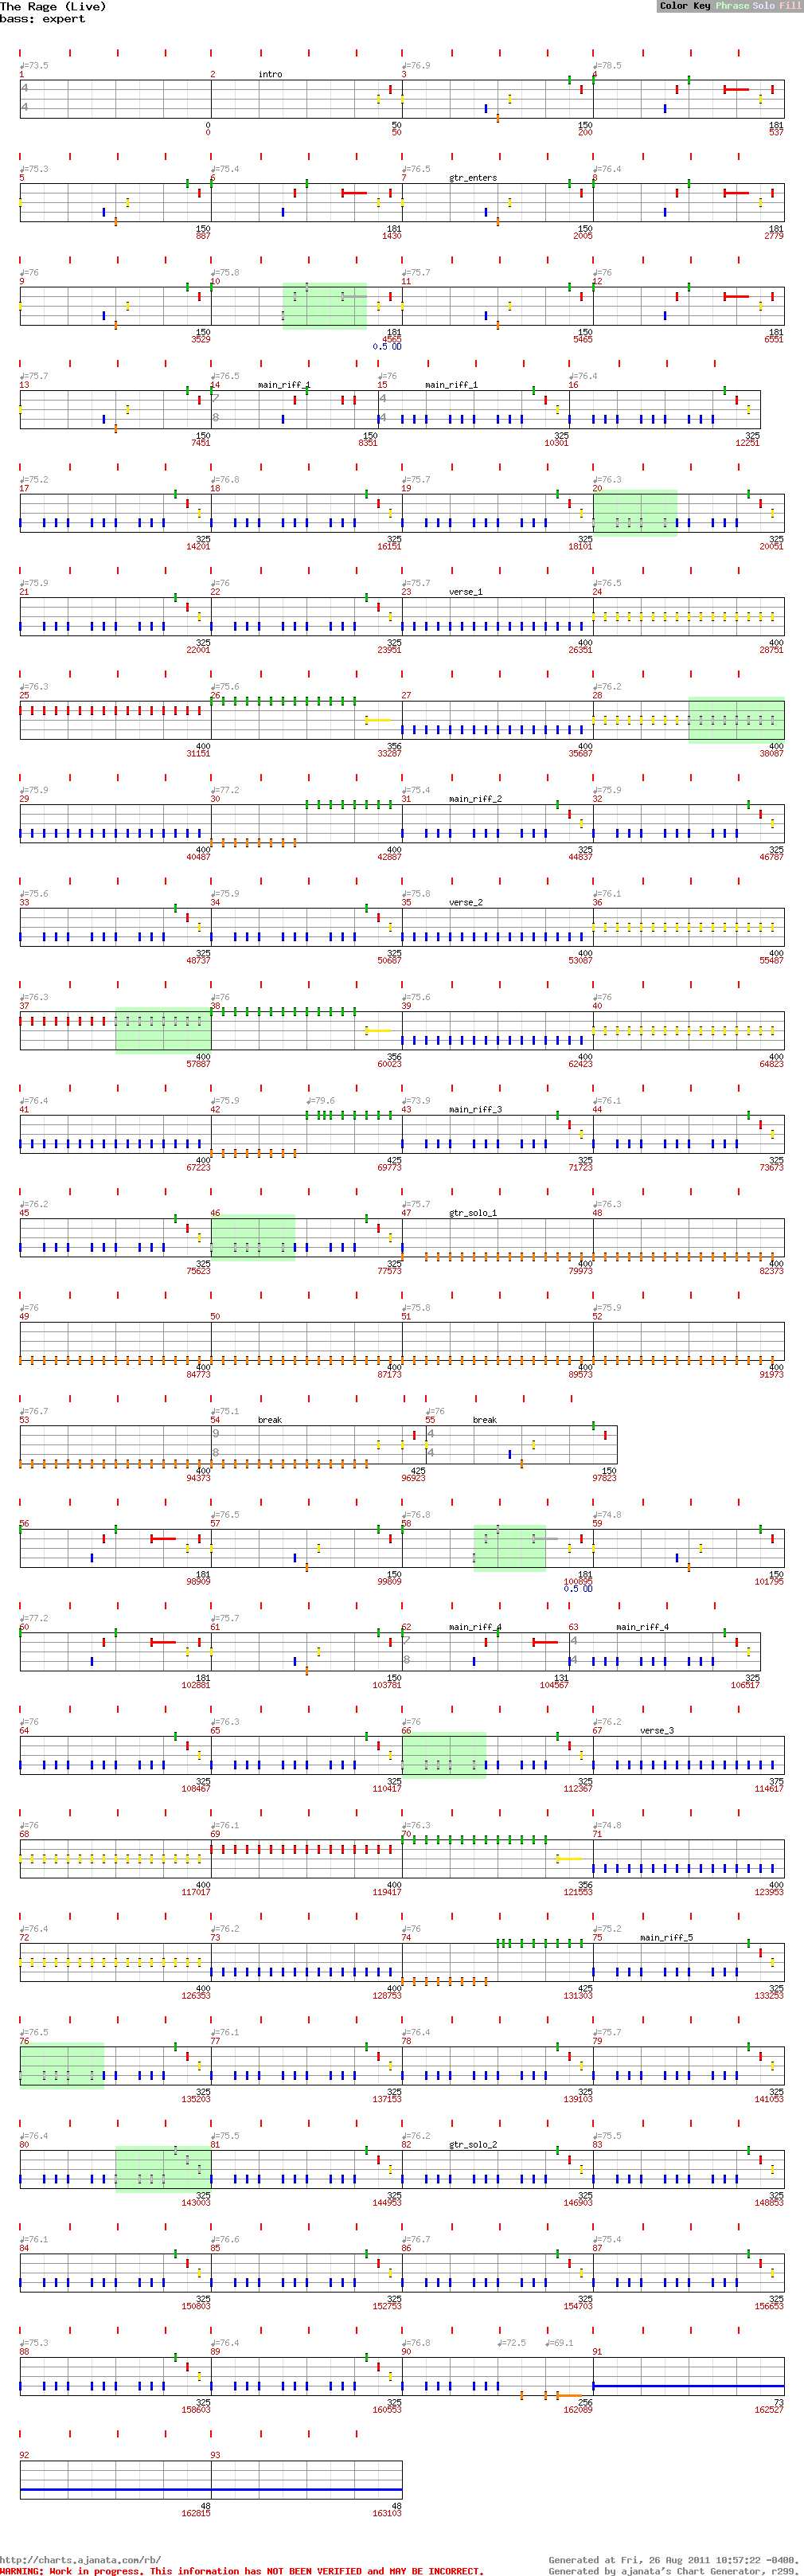 The Rage (Live)
bass: expert
Color Key Phrase Solo Fill
♩=73.5 ♩=76.9 ♩=78.5
1 2 intro 3 4
4
4
0 50 150 181
0 50 200 537
♩=75.3 ♩=75.4 ♩=76.5 ♩=76.4
5 6 7 gtr_enters 8
150 181 150 181
887 1430 2005 2779
♩=76 ♩=75.8 ♩=75.7 ♩=76
9 10 11 12
150 181 150 181
3529 4565 5465 6551
0.5 OD
♩=75.7 ♩=76.5 ♩=76 ♩=76.4
13 14 main_riff_1 15 main_riff_1 16
7 4
8 4
150 150 325 325
7451 8351 10301 12251
♩=75.2 ♩=76.8 ♩=75.7 ♩=76.3
17 18 19 20
325 325 325 325
14201 16151 18101 20051
♩=75.9 ♩=76 ♩=75.7 ♩=76.5
21 22 23 verse_1 24
325 325 400 400
22001 23951 26351 28751
♩=76.3 ♩=75.6 ♩=76.2
25 26 27 28
400 356 400 400
31151 33287 35687 38087
♩=75.9 ♩=77.2 ♩=75.4 ♩=75.9
29 30 31 main_riff_2 32
400 400 325 325
40487 42887 44837 46787
♩=75.6 ♩=75.9 ♩=75.8 ♩=76.1
33 34 35 verse_2 36
325 325 400 400
48737 50687 53087 55487
♩=76.3 ♩=76 ♩=75.6 ♩=76
37 38 39 40
400 356 400 400
57887 60023 62423 64823
♩=76.4 ♩=75.9 ♩=79.6 ♩=73.9 ♩=76.1
41 42 43 main_riff_3 44
400 425 325 325
67223 69773 71723 73673
♩=76.2 ♩=75.7 ♩=76.3
45 46 47 gtr_solo_1 48
325 325 400 400
75623 77573 79973 82373
♩=76 ♩=75.8 ♩=75.9
49 50 51 52
400 400 400 400
84773 87173 89573 91973
♩=76.7 ♩=75.1 ♩=76
53 54 break 55 break
9 4
8 4
400 425 150
94373 96923 97823
♩=76.5 ♩=76.8 ♩=74.8
56 57 58 59
181 150 181 150
98909 99809 100895 101795
0.5 OD
♩=77.2 ♩=75.7
60 61 62 main_riff_4 63 main_riff_4
7 4
8 4
181 150 131 325
102881 103781 104567 106517
♩=76 ♩=76.3 ♩=76 ♩=76.2
64 65 66 67 verse_3
325 325 325 375
108467 110417 112367 114617
♩=76 ♩=76.1 ♩=76.3 ♩=74.8
68 69 70 71
400 400 356 400
117017 119417 121553 123953
♩=76.4 ♩=76.2 ♩=76 ♩=75.2
72 73 74 75 main_riff_5
400 400 425 325
126353 128753 131303 133253
♩=76.5 ♩=76.1 ♩=76.4 ♩=75.7
76 77 78 79
325 325 325 325
135203 137153 139103 141053
♩=76.4 ♩=75.5 ♩=76.2 ♩=75.5
80 81 82 gtr_solo_2 83
325 325 325 325
143003 144953 146903 148853
♩=76.1 ♩=76.6 ♩=76.7 ♩=75.4
84 85 86 87
325 325 325 325
150803 152753 154703 156653
♩=75.3 ♩=76.4 ♩=76.8 ♩=72.5 ♩=69.1
88 89 90 91
325 325 256 73
158603 160553 162089 162527
92 93
48 48
162815 163103
http://charts.ajanata.com/rb/
Generated at Fri, 26 Aug 2011 10:57:22 -0400.
WARNING: Work in progress. This information has NOT BEEN VERIFIED and MAY BE INCORRECT.
Generated by ajanata's Chart Generator, r299.